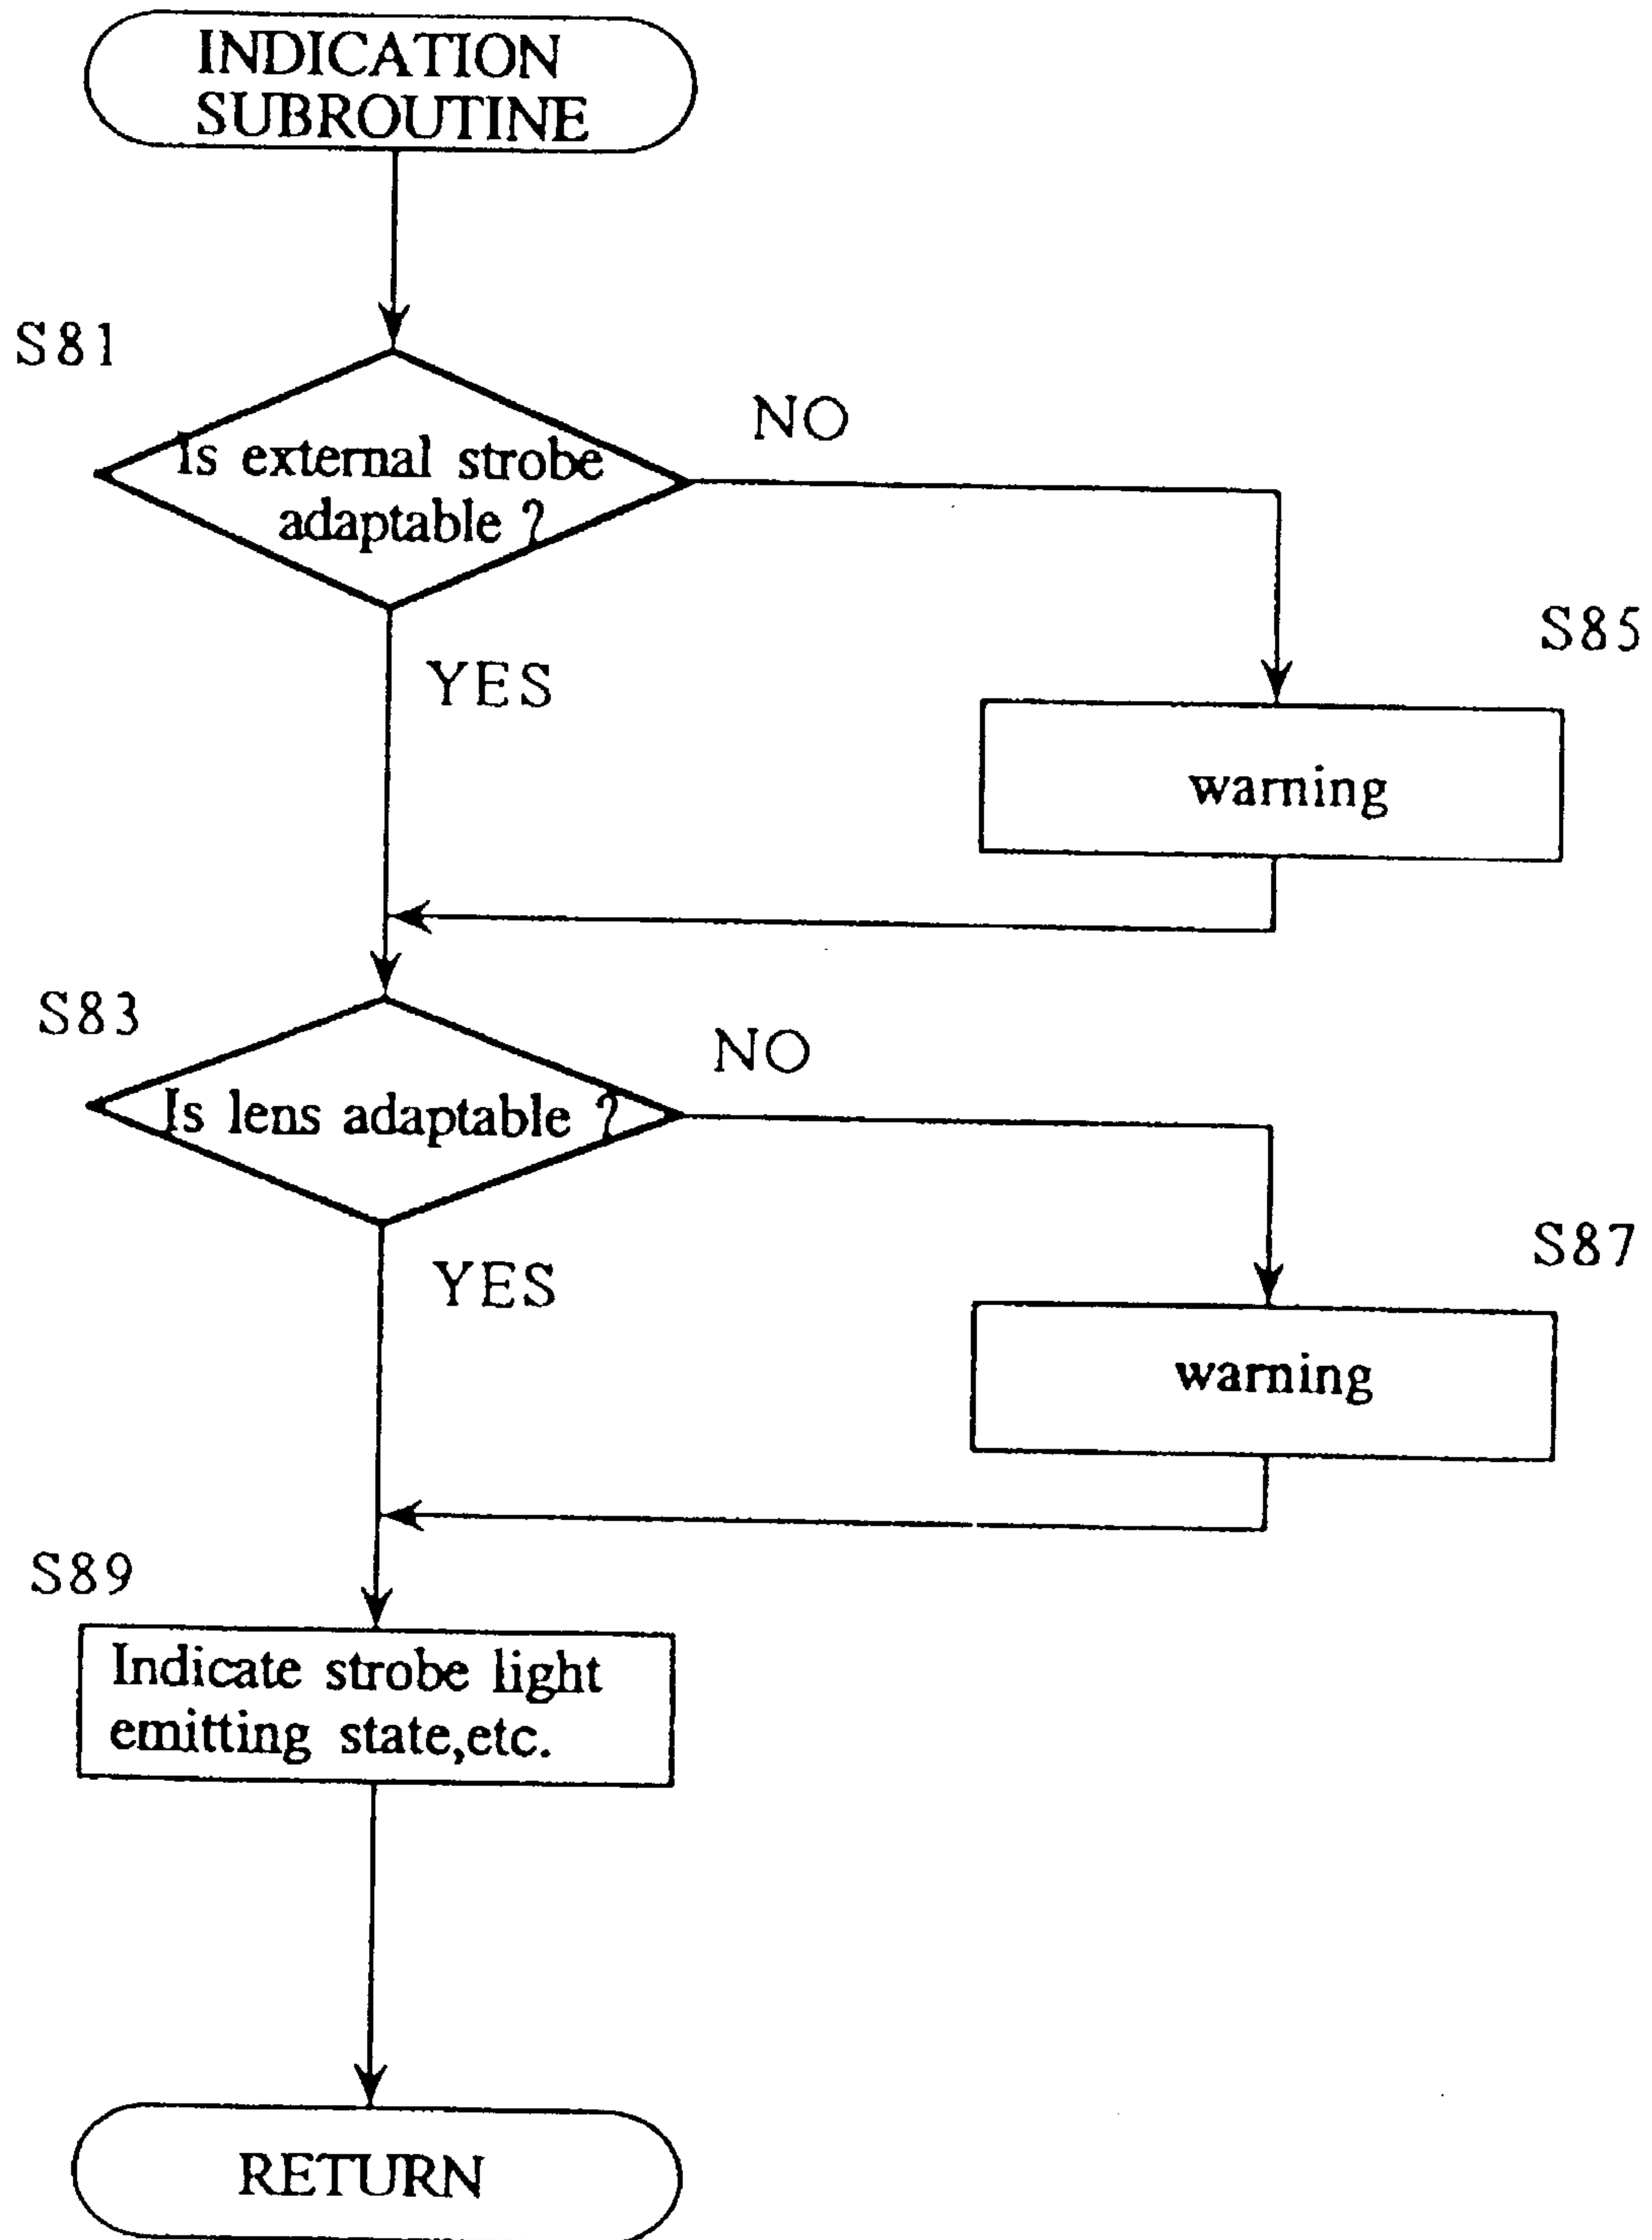 INDICATION
SUBROUTINE
S81
Is external strobe
adaptable ?
NO
YES
S85
warning
S83
Is lens adaptable ?
NO
YES
S87
warning
S89
Indicate strobe light
emitting state,etc.
RETURN